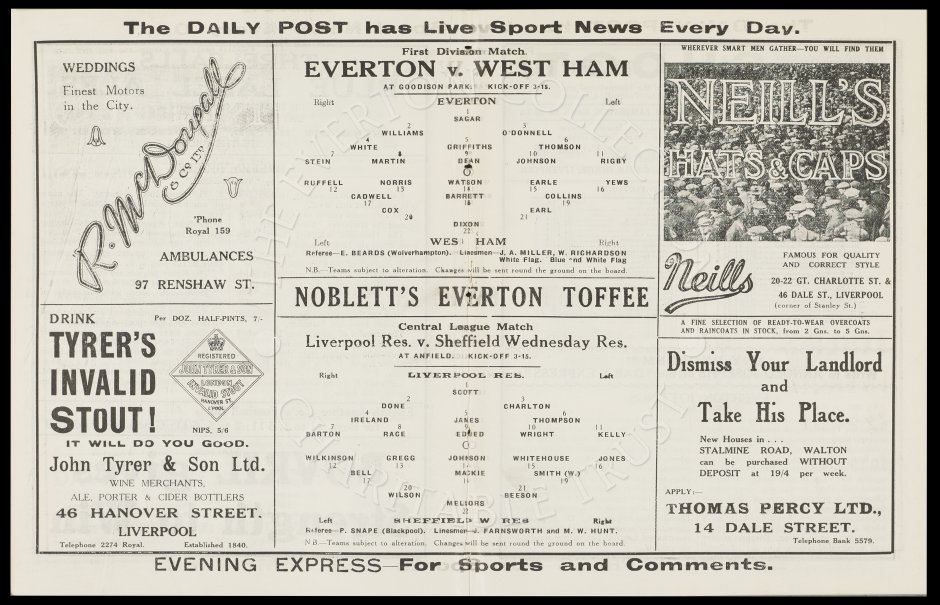 The DAILY POST has Live Sport News Every Day.
WEDDINGS
Finest Motors
in the City.
R. McDougall
& CO LTD
'Phone
Royal 159
AMBULANCES
97 RENSHAW ST.
DRINK Per DOZ. HALF-PINTS, 7/-
TYRER'S
INVALID
STOUT!
REGISTERED
JOHN TYRER & SON
LONDON
INVALID STOUT
HANOVER ST.
L'POOL
NIPS, 5/6
IT WILL DO YOU GOOD.
John Tyrer & Son Ltd.
WINE MERCHANTS,
ALE, PORTER & CIDER BOTTLERS
46 HANOVER STREET.
LIVERPOOL
Telephone 2274 Royal. Established 1840.
First Division Match.
EVERTON v. WEST HAM
AT GOODISON PARK. KICK-OFF 3-15.
Right EVERTON Left
1
SAGAR
2 3
WILLIAMS O'DONNELL
4 5 6
WHITE GRIFFITHS THOMSON
7 8 9 10 11
STEIN MARTIN DEAN JOHNSON RIGBY
RUFFELL NORRIS WATSON EARLE YEWS
12 13 14 15 16
CADWELL BARRETT COLLINS
17 18 19
COX EARL
20 21
DIXON
22
Left WEST HAM Right
Referee—E. BEARDS (Wolverhampton). Linesmen—J. A. MILLER, W. RICHARDSON
White Flag. Blue and White Flag
N.B.—Teams subject to alteration. Changes will be sent round the ground on the board.
NOBLETT'S EVERTON TOFFEE
Central League Match
Liverpool Res. v. Sheffield Wednesday Res.
AT ANFIELD. KICK-OFF 3-15.
Right LIVERPOOL RES. Left
1
SCOTT
2 3
DONE CHARLTON
4 5 6
IRELAND JANES THOMPSON
7 8 9 10 11
BARTON RACE WRIGHT KELLY
WILKINSON GREGG JOHNSON WHITEHOUSE JONES
12 13 14 15 16
BELL MACKIE SMITH (W.)
17 19
20 21
WILSON BEESON
MELLORS
22
Left SHEFFIELD W RES Right
Referee—P. SNAPE (Blackpool). Linesmen—J. FARNSWORTH and M. W. HUNT.
N.B.—Teams subject to alteration. Changes will be sent round the ground on the board.
WHEREVER SMART MEN GATHER—YOU WILL FIND THEM
NEILL'S
HATS & CAPS
Neills
FAMOUS FOR QUALITY
AND CORRECT STYLE
20-22 GT. CHARLOTTE ST. &
46 DALE ST., LIVERPOOL
(corner of Stanley St.)
A FINE SELECTION OF READY-TO-WEAR OVERCOATS
AND RAINCOATS IN STOCK, from 2 Gns. to 5 Gns.
Dismiss Your Landlord
and
Take His Place.
New Houses in . . .
STALMINE ROAD, WALTON
can be purchased WITHOUT
DEPOSIT at 19/4 per week.
APPLY:—
THOMAS PERCY LTD.,
14 DALE STREET.
Telephone Bank 5579.
EVENING EXPRESS—For Sports and Comments.